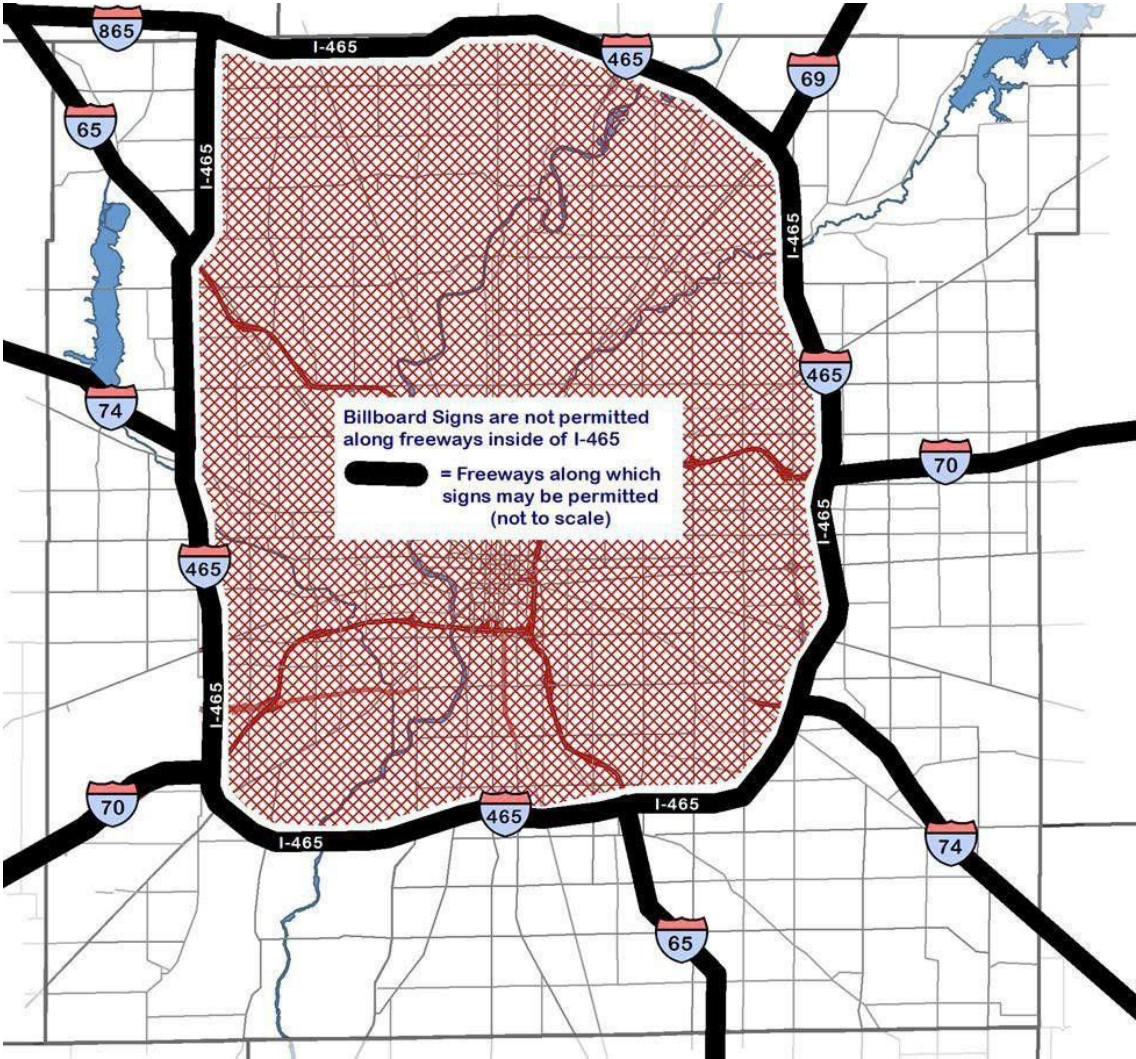 865
I-465
465
69
65
I-465
I-465
465
74
Billboard Signs are not permitted
along freeways inside of I-465
= Freeways along which
signs may be permitted
(not to scale)
70
I-465
465
I-465
70
465
I-465
I-465
74
65